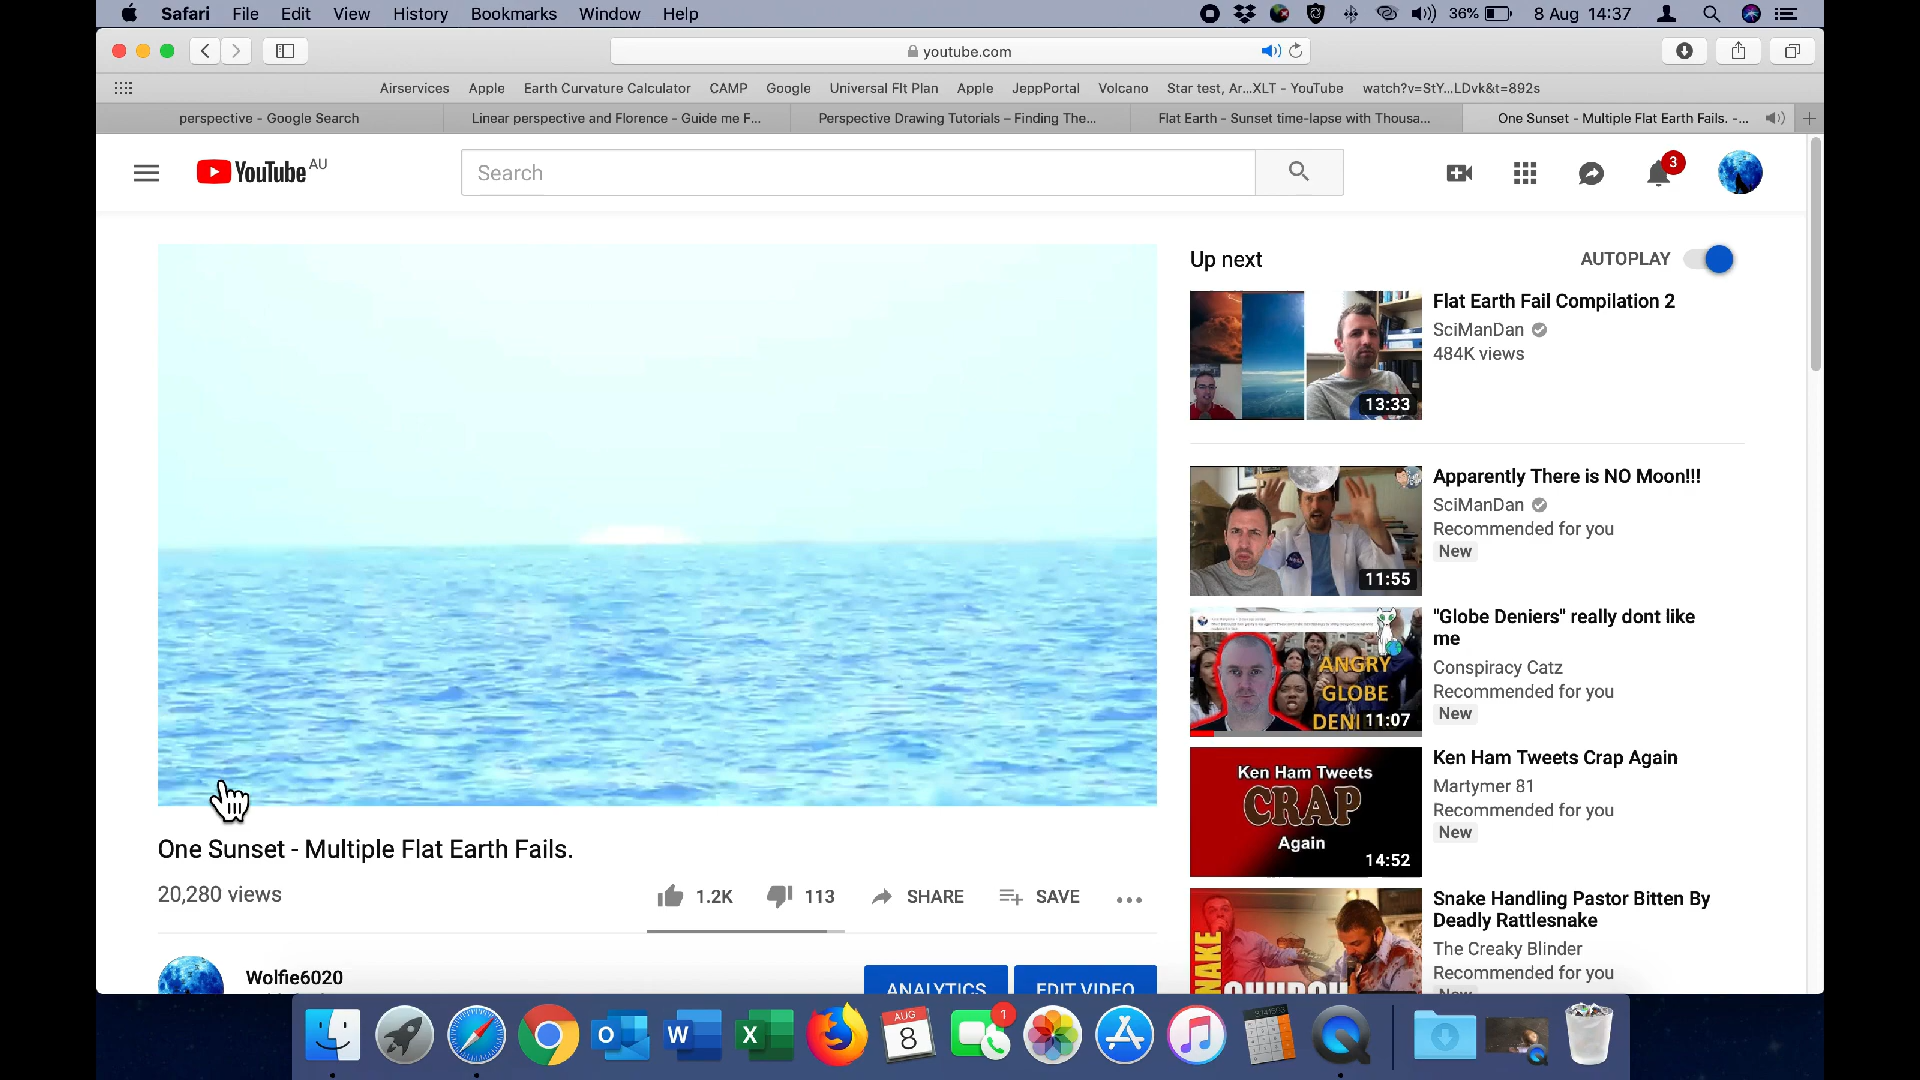 Safari File Edit View History Bookmarks Window Help 36% 8 Aug 14:37
youtube.com
Airservices Apple Earth Curvature Calculator CAMP Google Universal Flt Plan Apple JeppPortal Volcano Star test, Ar...XLT - YouTube watch?v=StY...LDvk&t=892s
perspective - Google Search Linear perspective and Florence - Guide me F... Perspective Drawing Tutorials – Finding The... Flat Earth - Sunset time-lapse with Thousa... One Sunset - Multiple Flat Earth Fails. -...
YouTube AU
Search
3
Up next
AUTOPLAY
Flat Earth Fail Compilation 2
SciManDan
484K views
13:33
Apparently There is NO Moon!!!
SciManDan
Recommended for you
New
11:55
"Globe Deniers" really dont like
me
Conspiracy Catz
Recommended for you
New
ANGRY
GLOBE
DENI
11:07
Ken Ham Tweets Crap Again
Martymer 81
Recommended for you
New
Ken Ham Tweets
CRAP
Again
14:52
Snake Handling Pastor Bitten By
Deadly Rattlesnake
The Creaky Blinder
Recommended for you
New
SNAKE
CHURCH
One Sunset - Multiple Flat Earth Fails.
20,280 views
1.2K 113 SHARE SAVE
Wolfie6020
ANALYTICS EDIT VIDEO
AUG
8
1